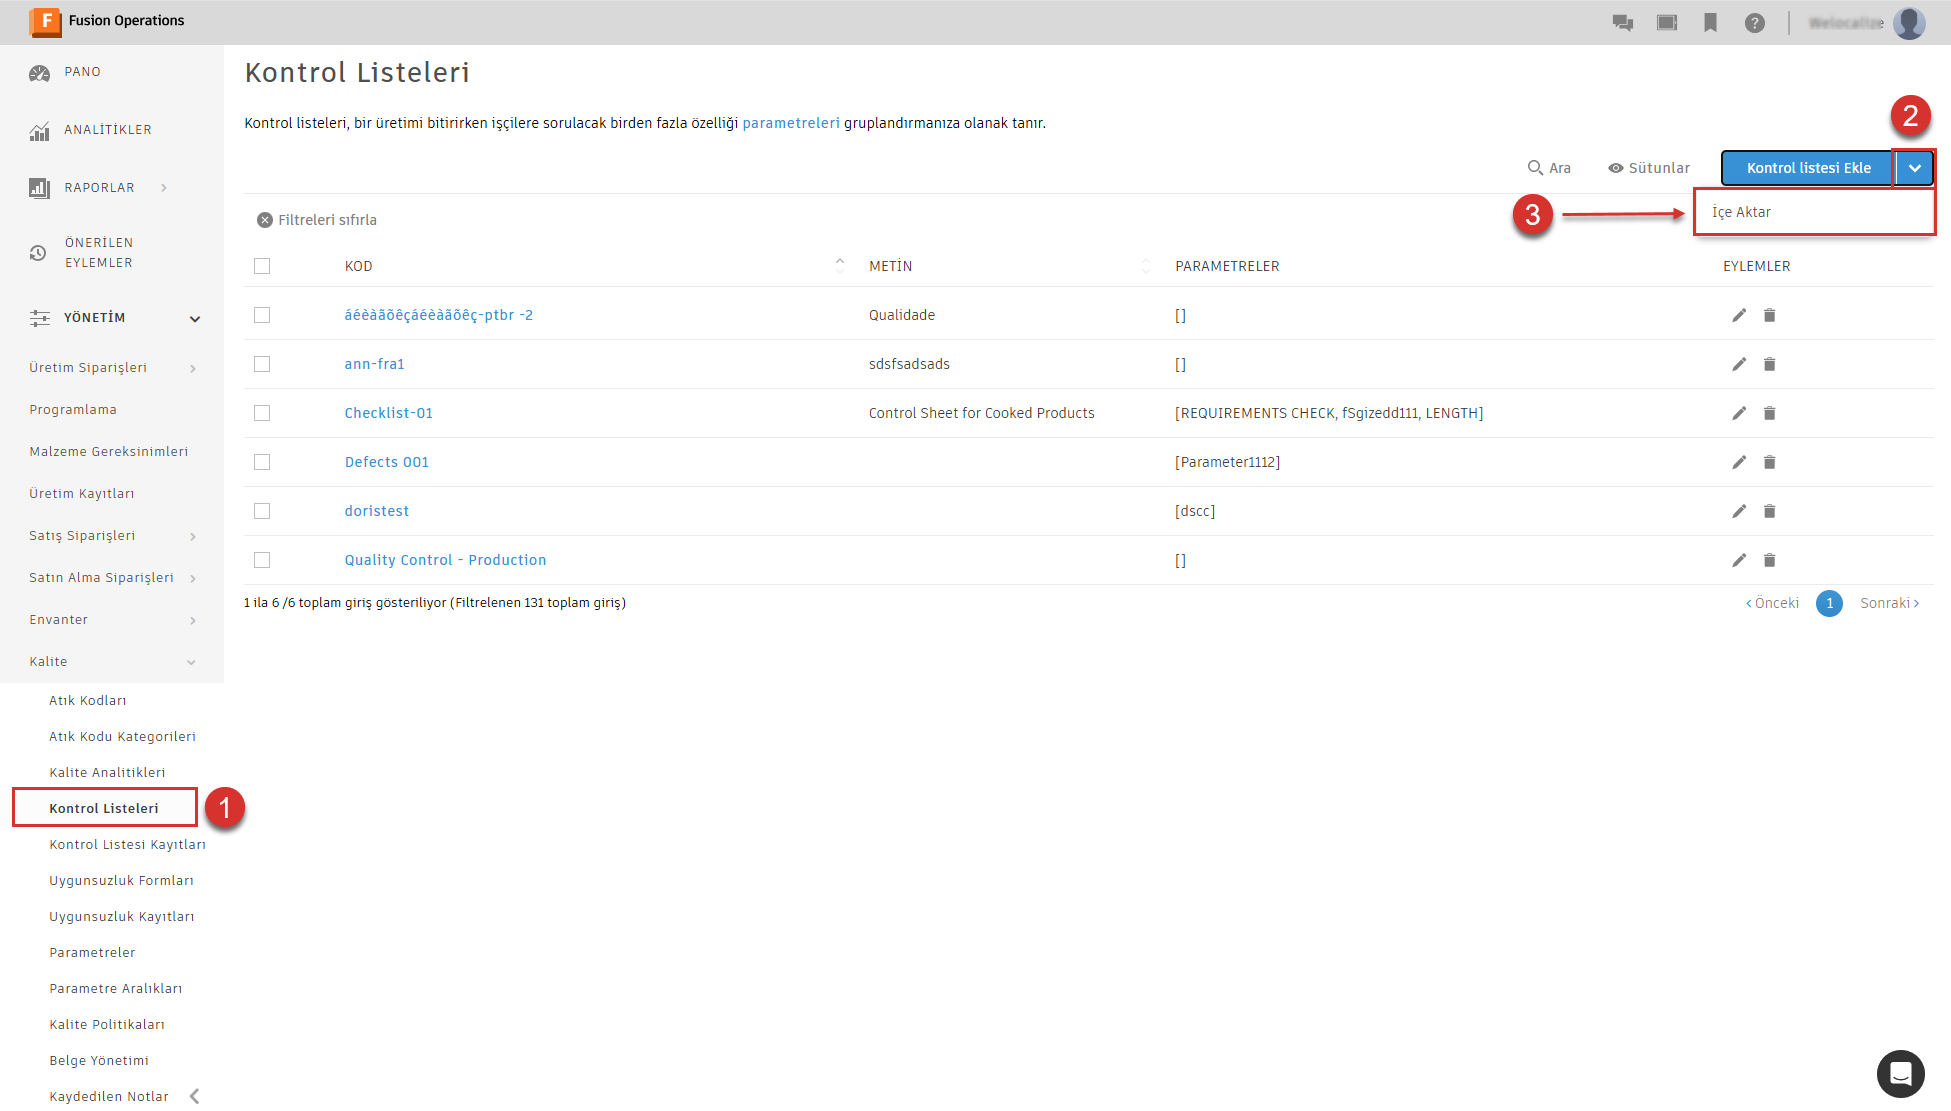 F Fusion Operations
PANO
ANALİTİKLER
RAPORLAR
ÖNERİLEN
EYLEMLER
YÖNETİM
Üretim Siparişleri
Programlama
Malzeme Gereksinimleri
Üretim Kayıtları
Satış Siparişleri
Satın Alma Siparişleri
Envanter
Kalite
Atık Kodları
Atık Kodu Kategorileri
Kalite Analitikleri
Kontrol Listeleri
1
Kontrol Listesi Kayıtları
Uygunsuzluk Formları
Uygunsuzluk Kayıtları
Parametreler
Parametre Aralıkları
Kalite Politikaları
Belge Yönetimi
Kaydedilen Notlar
Kontrol Listeleri
Kontrol listeleri, bir üretimi bitirirken işçilere sorulacak birden fazla özelliği parametreleri gruplandırmanıza olanak tanır.
2
Ara Sütunlar Kontrol listesi Ekle
3 İçe Aktar
Filtreleri sıfırla
KOD METİN PARAMETRELER EYLEMLER
áéèàãõêçáéèàãõêç-ptbr -2 Qualidade []
ann-fra1 sdsfsadsads []
Checklist-01 Control Sheet for Cooked Products [REQUIREMENTS CHECK, fSgizedd111, LENGTH]
Defects 001 [Parameter1112]
doristest [dscc]
Quality Control - Production []
1 ila 6 /6 toplam giriş gösteriliyor (Filtrelenen 131 toplam giriş)
Önceki 1 Sonraki